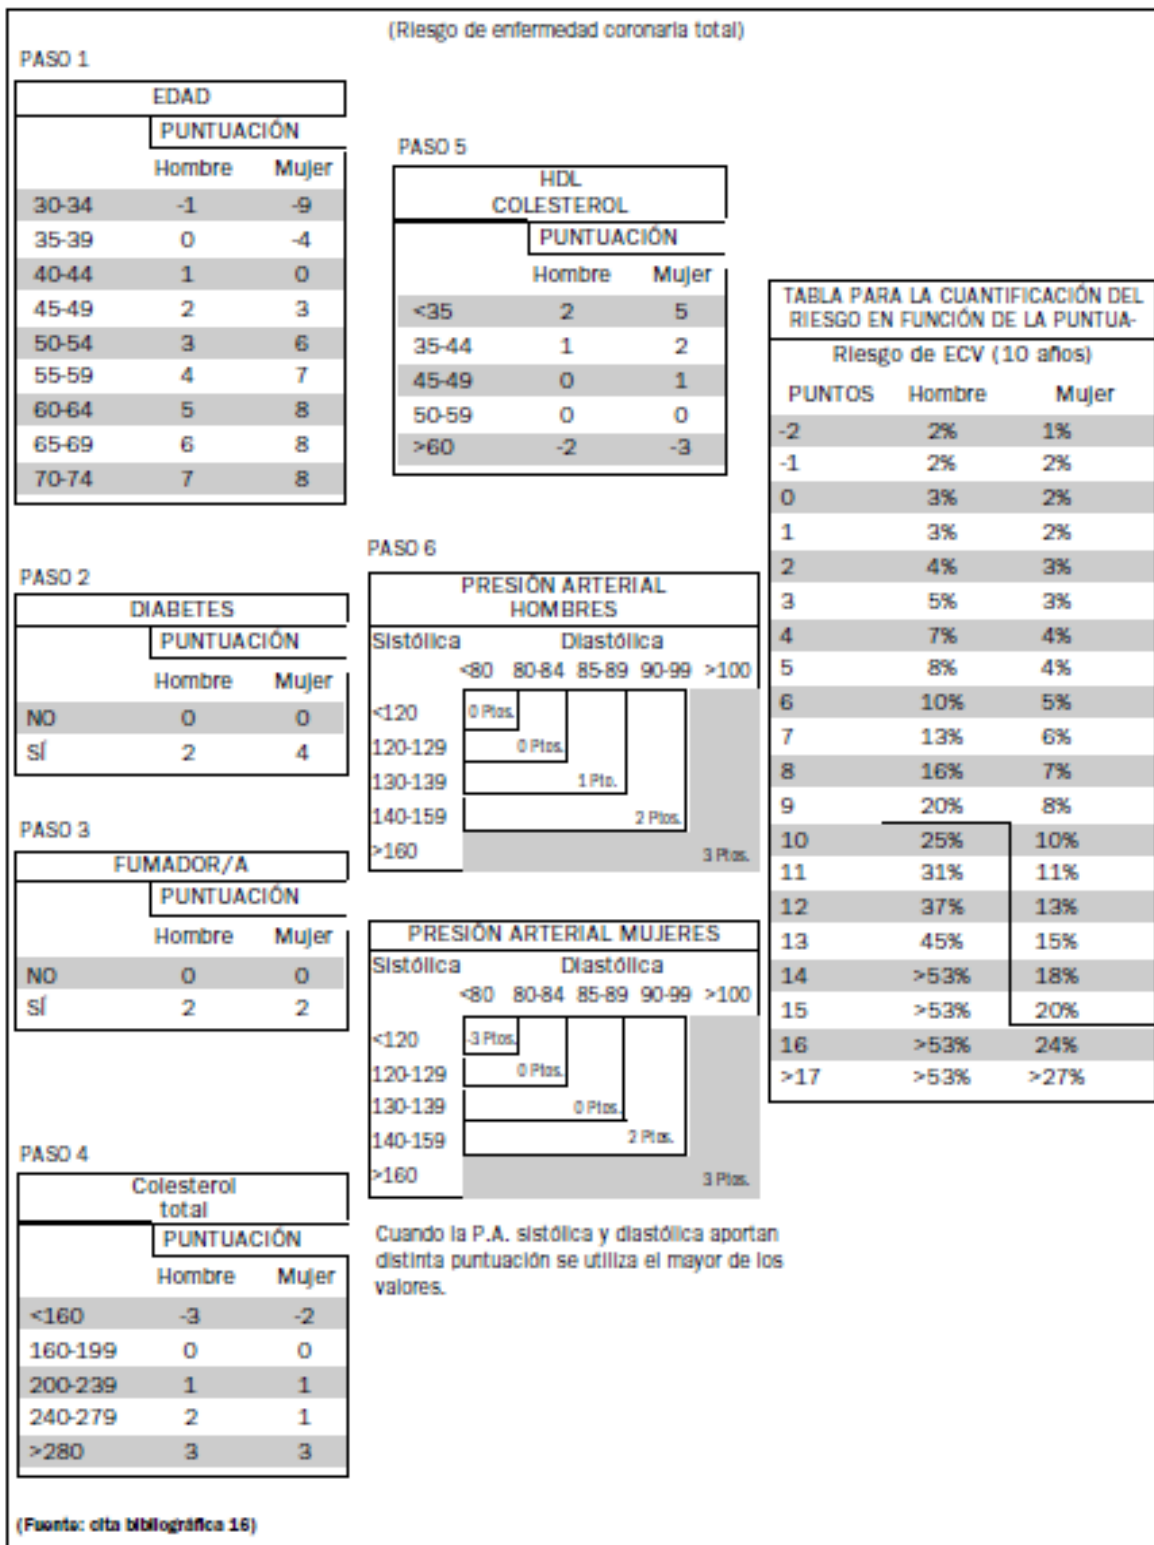 (Riesgo de enfermedad coronaria total)
PASO 1
EDAD
PUNTUACIÓN
Hombre Mujer
30-34 -1 -9
35-39 0 -4
40-44 1 0
45-49 2 3
50-54 3 6
55-59 4 7
60-64 5 8
65-69 6 8
70-74 7 8
PASO 2
DIABETES
PUNTUACIÓN
Hombre Mujer
NO 0 0
SÍ 2 4
PASO 3
FUMADOR/A
PUNTUACIÓN
Hombre Mujer
NO 0 0
SÍ 2 2
PASO 4
Colesterol
total
PUNTUACIÓN
Hombre Mujer
<160 -3 -2
160-199 0 0
200-239 1 1
240-279 2 1
>280 3 3
PASO 5
HDL
COLESTEROL
PUNTUACIÓN
Hombre Mujer
<35 2 5
35-44 1 2
45-49 0 1
50-59 0 0
>60 -2 -3
PASO 6
PRESIÓN ARTERIAL
HOMBRES
Sistólica Diastólica
<80 80-84 85-89 90-99 >100
<120 0 Ptos.
120-129 0 Ptos.
130-139 1 Pto.
140-159 2 Ptos.
>160 3 Ptos.
PRESIÓN ARTERIAL MUJERES
Sistólica Diastólica
<80 80-84 85-89 90-99 >100
<120 -3 Ptos.
120-129 0 Ptos.
130-139 0 Ptos.
140-159 2 Ptos.
>160 3 Ptos.
Cuando la P.A. sistólica y diastólica aportan
distinta puntuación se utiliza el mayor de los
valores.
TABLA PARA LA CUANTIFICACIÓN DEL
RIESGO EN FUNCIÓN DE LA PUNTUA-
Riesgo de ECV (10 años)
PUNTOS Hombre Mujer
-2 2% 1%
-1 2% 2%
0 3% 2%
1 3% 2%
2 4% 3%
3 5% 3%
4 7% 4%
5 8% 4%
6 10% 5%
7 13% 6%
8 16% 7%
9 20% 8%
10 25% 10%
11 31% 11%
12 37% 13%
13 45% 15%
14 >53% 18%
15 >53% 20%
16 >53% 24%
>17 >53% >27%
(Fuente: cita bibliográfica 16)